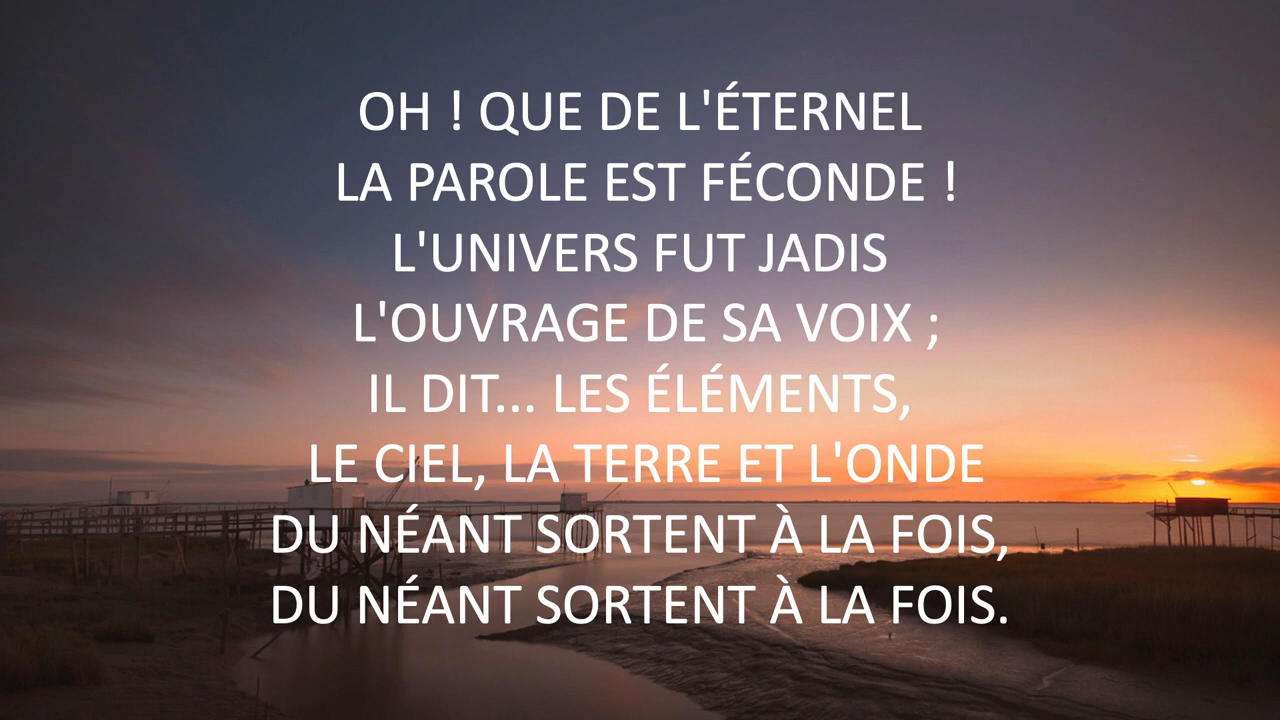 OH ! QUE DE L'ÉTERNEL
LA PAROLE EST FÉCONDE !
L'UNIVERS FUT JADIS
L'OUVRAGE DE SA VOIX ;
IL DIT... LES ÉLÉMENTS,
LE CIEL, LA TERRE ET L'ONDE
DU NÉANT SORTENT À LA FOIS,
DU NÉANT SORTENT À LA FOIS.